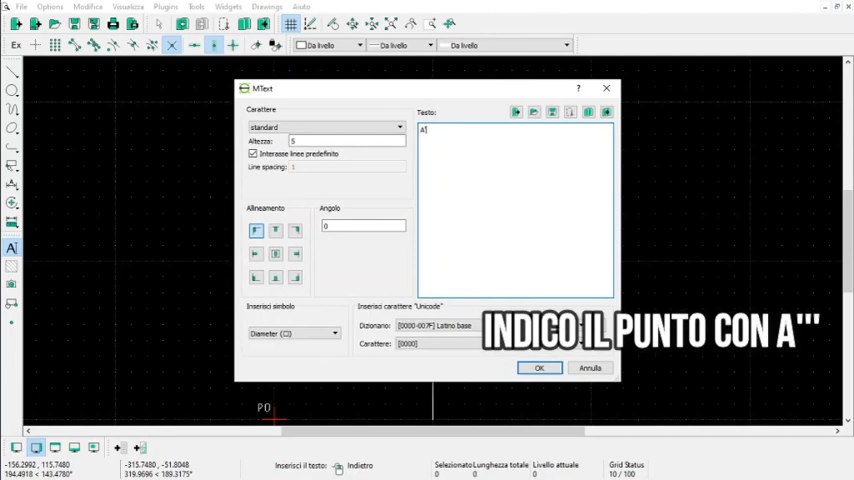 File Options Modifica Visualizza Plugins Tools Widgets Drawings Aiuto
Ex Da livello Da livello Da livello
MText ?
Carattere
Testo:
standard
Altezza: 5
Interasse linee predefinito
Line spacing: 1
Allineamento
Angolo
0
Inserisci simbolo
Inserisci carattere "Unicode"
Diameter
Dizionario: [0000-007F] Latino base
Carattere: [0000]
INDICO IL PUNTO CON A'''
OK Annulla
PO
-156.2992 , 115.7480
194.4918 < 143.4780°
-315.7480 , -51.8048
319.9696 < 189.3175°
Inserisci il testo: Indietro
Selezionato
0
Lunghezza totale
0
Livello attuale
0
Grid Status
10 / 100